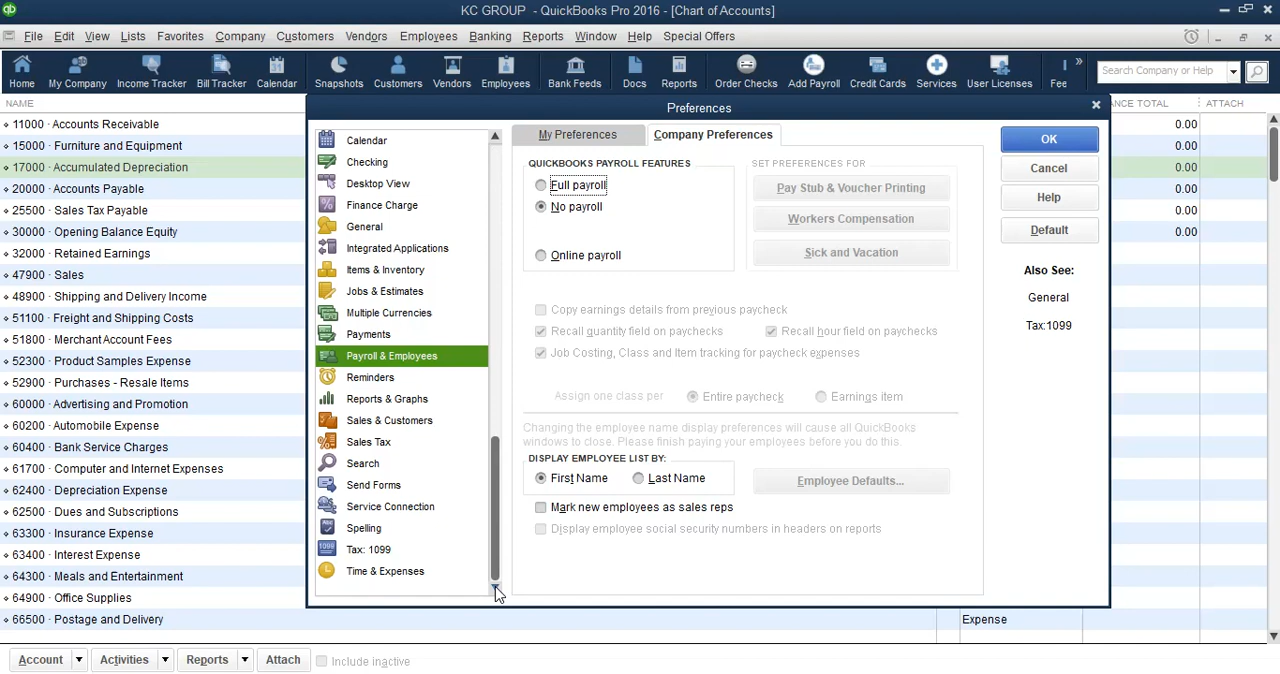 KC GROUP - QuickBooks Pro 2016 - [Chart of Accounts]
File Edit View Lists Favorites Company Customers Vendors Employees Banking Reports Window Help Special Offers
Home My Company Income Tracker Bill Tracker Calendar Snapshots Customers Vendors Employees Bank Feeds Docs Reports Order Checks Add Payroll Credit Cards Services User Licenses Fee
Search Company or Help
NAME
ANCE TOTAL
ATTACH
11000 · Accounts Receivable
15000 · Furniture and Equipment
17000 · Accumulated Depreciation
20000 · Accounts Payable
25500 · Sales Tax Payable
30000 · Opening Balance Equity
32000 · Retained Earnings
47900 · Sales
48900 · Shipping and Delivery Income
51100 · Freight and Shipping Costs
51800 · Merchant Account Fees
52300 · Product Samples Expense
52900 · Purchases - Resale Items
60000 · Advertising and Promotion
60200 · Automobile Expense
60400 · Bank Service Charges
61700 · Computer and Internet Expenses
62400 · Depreciation Expense
62500 · Dues and Subscriptions
63300 · Insurance Expense
63400 · Interest Expense
64300 · Meals and Entertainment
64900 · Office Supplies
66500 · Postage and Delivery
Expense
0.00
0.00
0.00
0.00
0.00
0.00
Preferences
Calendar
Checking
Desktop View
Finance Charge
General
Integrated Applications
Items & Inventory
Jobs & Estimates
Multiple Currencies
Payments
Payroll & Employees
Reminders
Reports & Graphs
Sales & Customers
Sales Tax
Search
Send Forms
Service Connection
Spelling
Tax: 1099
Time & Expenses
My Preferences
Company Preferences
QUICKBOOKS PAYROLL FEATURES
Full payroll
No payroll
Online payroll
SET PREFERENCES FOR
Pay Stub & Voucher Printing
Workers Compensation
Sick and Vacation
Copy earnings details from previous paycheck
Recall quantity field on paychecks
Recall hour field on paychecks
Job Costing, Class and Item tracking for paycheck expenses
Assign one class per
Entire paycheck
Earnings item
Changing the employee name display preferences will cause all QuickBooks
windows to close. Please finish paying your employees before you do this.
DISPLAY EMPLOYEE LIST BY:
First Name
Last Name
Employee Defaults...
Mark new employees as sales reps
Display employee social security numbers in headers on reports
OK
Cancel
Help
Default
Also See:
General
Tax:1099
Account
Activities
Reports
Attach
Include inactive